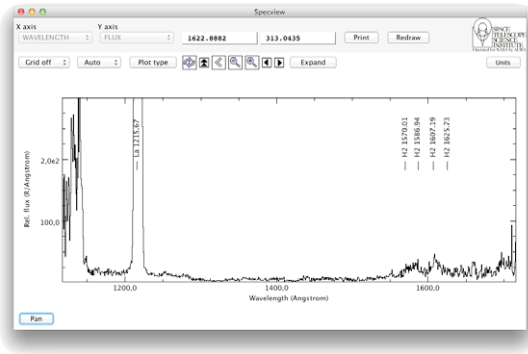 Specview
X axis
Y axis
WAVELENGTH
FLUX
1622.8882
313.0435
Print
Redraw
SPACE
TELESCOPE
SCIENCE
INSTITUTE
Grid off
Auto
Plot type
Expand
Units
Rel. flux (R/Angstrom)
2,0e2
100,0
La 1215.67
H2 1570.01
H2 1586.94
H2 1607.19
H2 1625.73
1200,0
1400,0
1600,0
Wavelength (Angstrom)
Pan